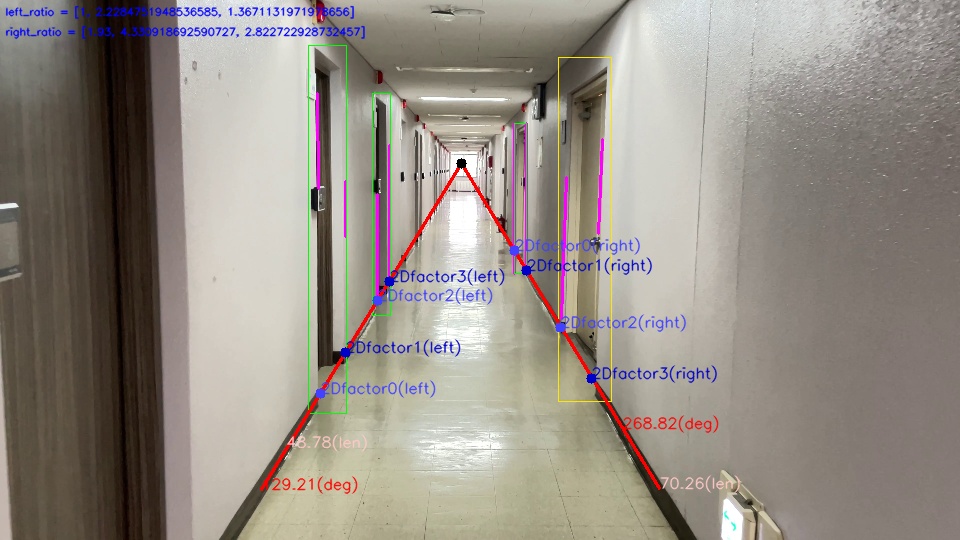 left_ratio = [1, 2.2284751948536585, 1.3671131971978656]
right_ratio = [1.93, 4.330918692590727, 2.822722928732457]
2Dfactor0(right)
2Dfactor1(right)
2Dfactor3(left)
2Dfactor2(left)
2Dfactor2(right)
2Dfactor1(left)
2Dfactor3(right)
2Dfactor0(left)
268.82(deg)
48.78(len)
29.21(deg)
70.26(len)